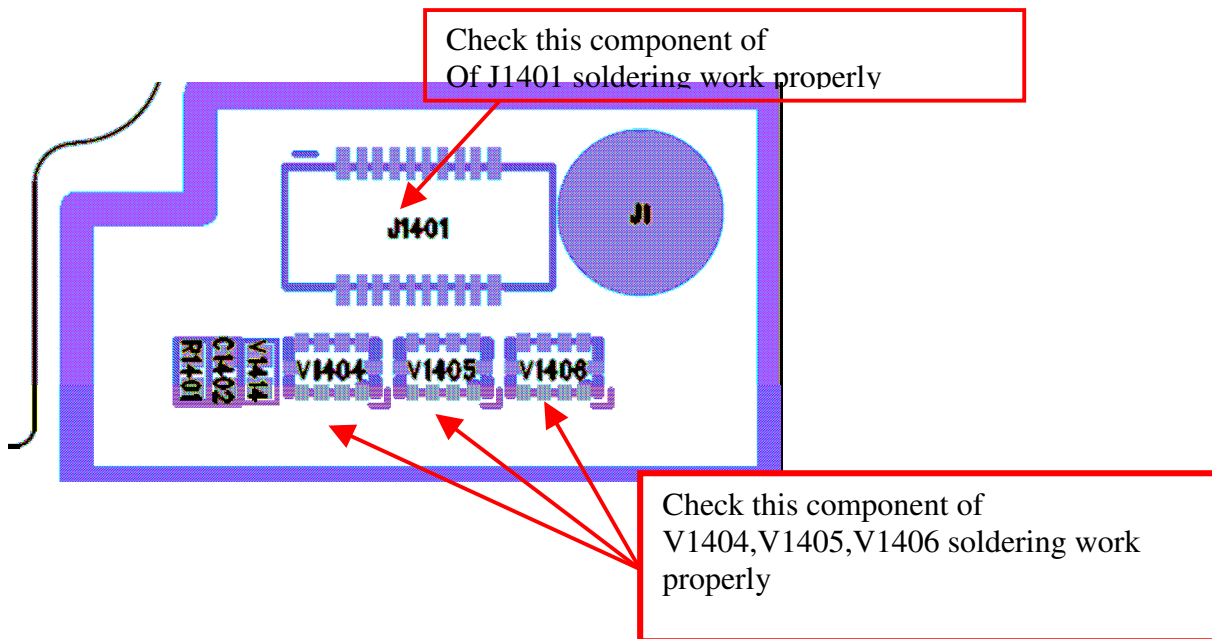 Check this component of
Of J1401 soldering work properly
J1401
J1
R1401
C1402
V1414
V1404
V1405
V1406
Check this component of
V1404,V1405,V1406 soldering work
properly